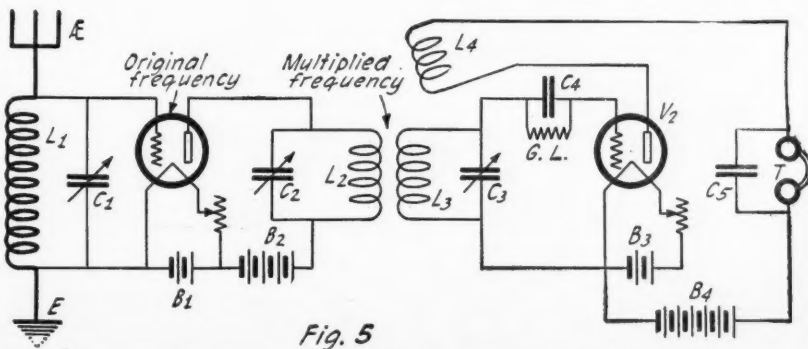 Æ
Original
frequency
Multiplied
frequency
L4
C4
V2
L1
C1
C2
L2
L3
C3
G. L.
C5
T
B2
B3
B1
B4
E
Fig. 5